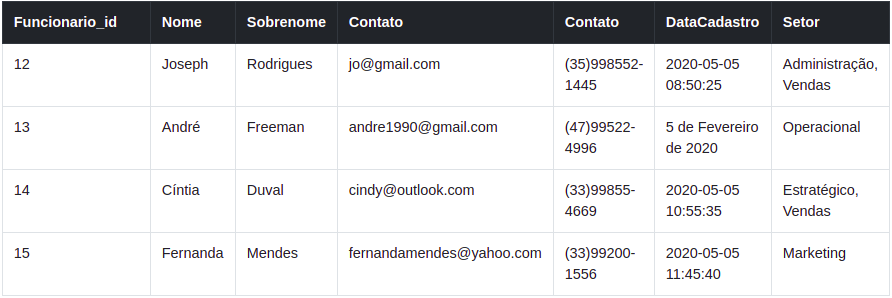 Funcionario_id Nome Sobrenome Contato Contato DataCadastro Setor
12 Joseph Rodrigues jo@gmail.com (35)998552- 2020-05-05 Administração,
1445 08:50:25 Vendas
13 André Freeman andre1990@gmail.com (47)99522- 5 de Fevereiro Operacional
4996 de 2020
14 Cíntia Duval cindy@outlook.com (33)99855- 2020-05-05 Estratégico,
4669 10:55:35 Vendas
15 Fernanda Mendes fernandamendes@yahoo.com (33)99200- 2020-05-05 Marketing
1556 11:45:40